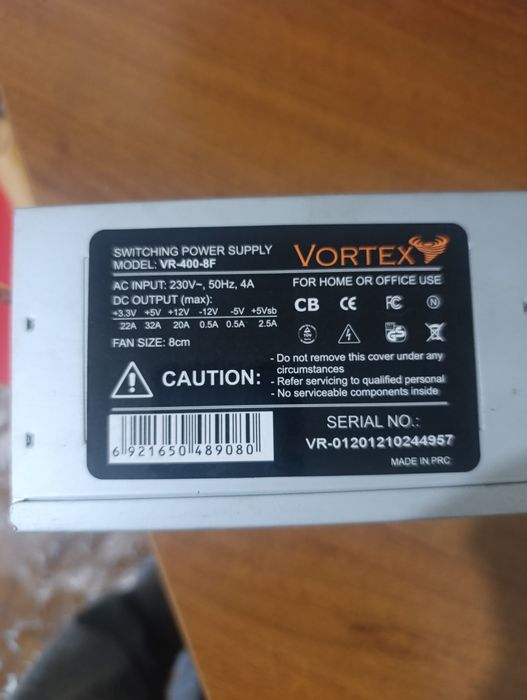 SWITCHING POWER SUPPLY
MODEL: VR-400-8F
VORTEX
AC INPUT: 230V~, 50Hz, 4A
DC OUTPUT (max):
+3.3V +5V +12V -12V -5V +5Vsb
22A 32A 20A 0.5A 0.5A 2.5A
FAN SIZE: 8cm
FOR HOME OR OFFICE USE
CB CE FC N
GS
CAUTION:
- Do not remove this cover under any
circumstances
- Refer servicing to qualified personal
- No serviceable components inside
6 921650 489080
SERIAL NO.:
VR-01201210244957
MADE IN PRC